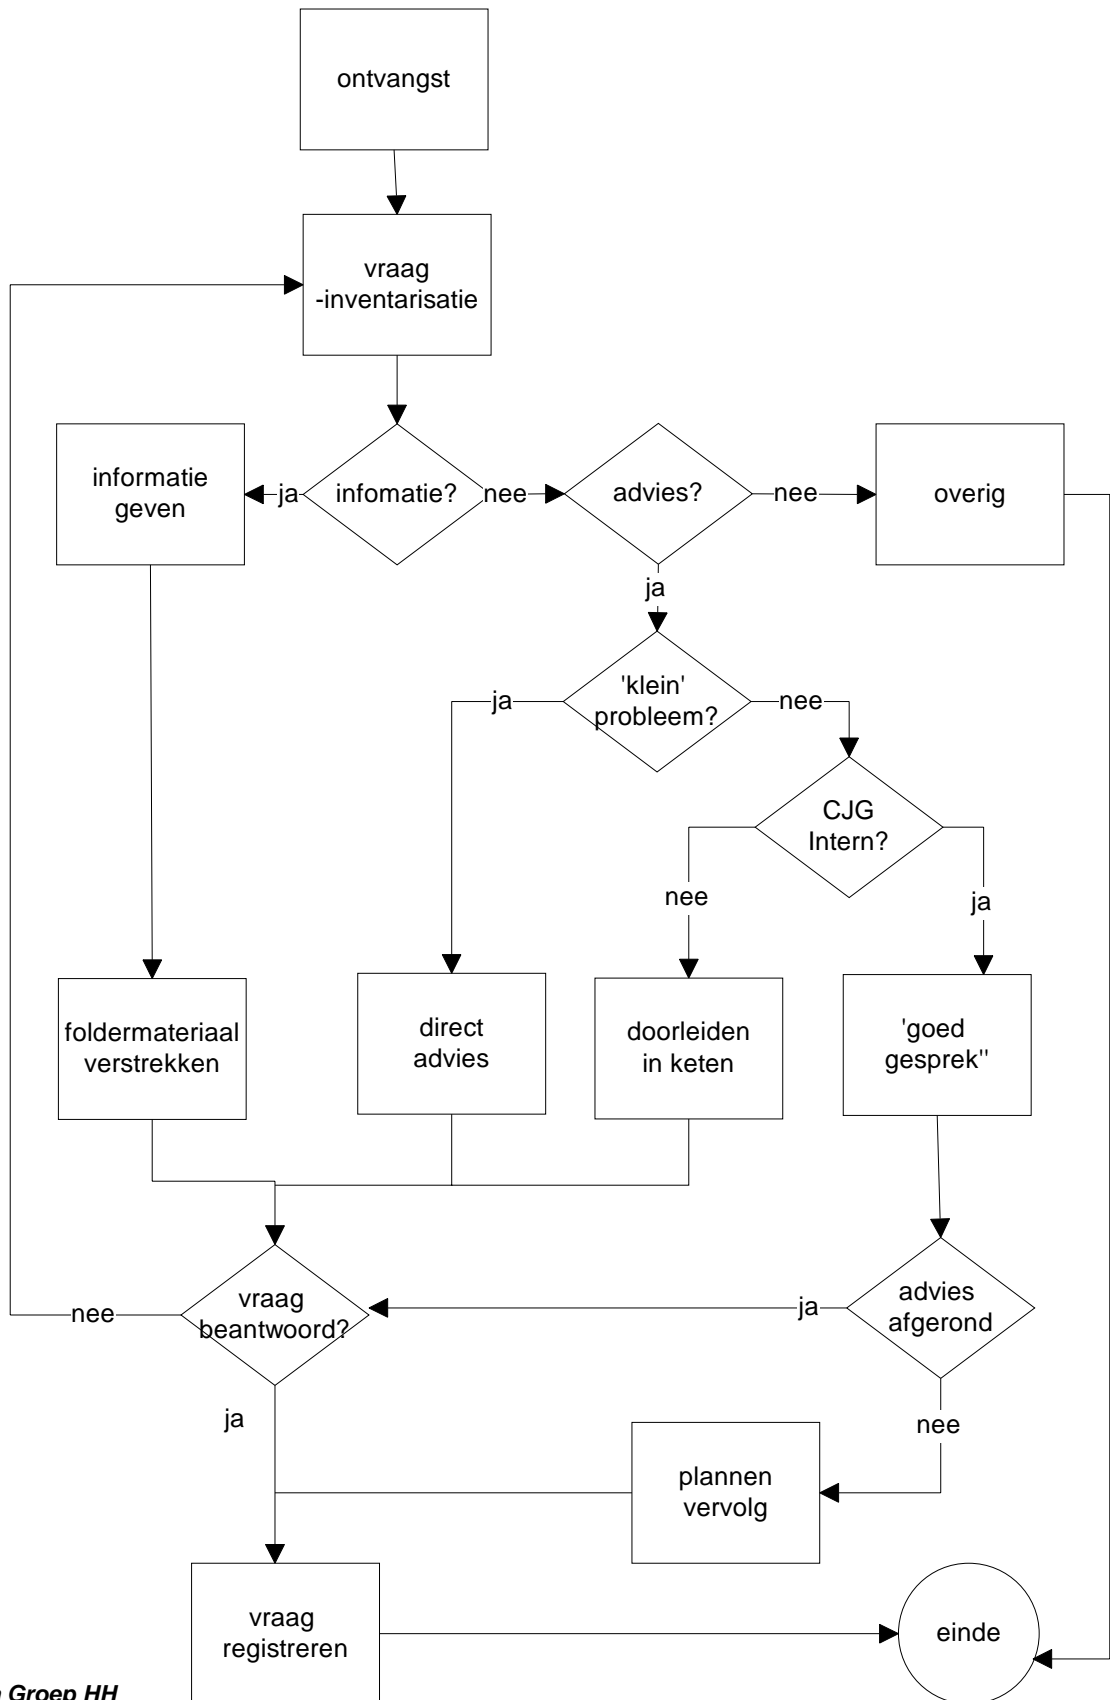 ontvangst
vraag
-inventarisatie
informatie
geven
ja
infomatie?
nee
advies?
nee
overig
ja
'klein'
probleem?
ja
nee
CJG
Intern?
nee
ja
foldermateriaal
verstrekken
direct
advies
doorleiden
in keten
'goed
gesprek"
vraag
beantwoord?
nee
ja
advies
afgerond
ja
nee
plannen
vervolg
vraag
registreren
einde
Groep HH